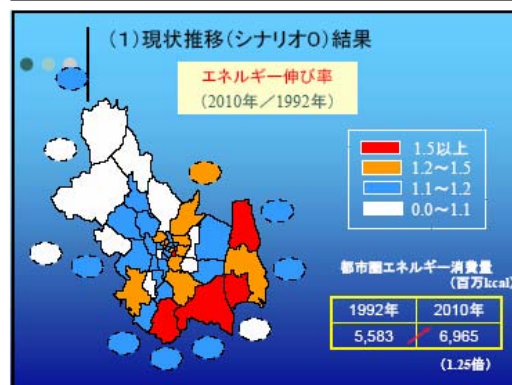 (1)現状推移(シナリオ0)結果
エネルギー伸び率
(2010年/1992年)
1.5以上
1.2~1.5
1.1~1.2
0.0~1.1
都市圏エネルギー消費量
(百万kcal)
1992年 2010年
5,583 6,965
(1.25倍)